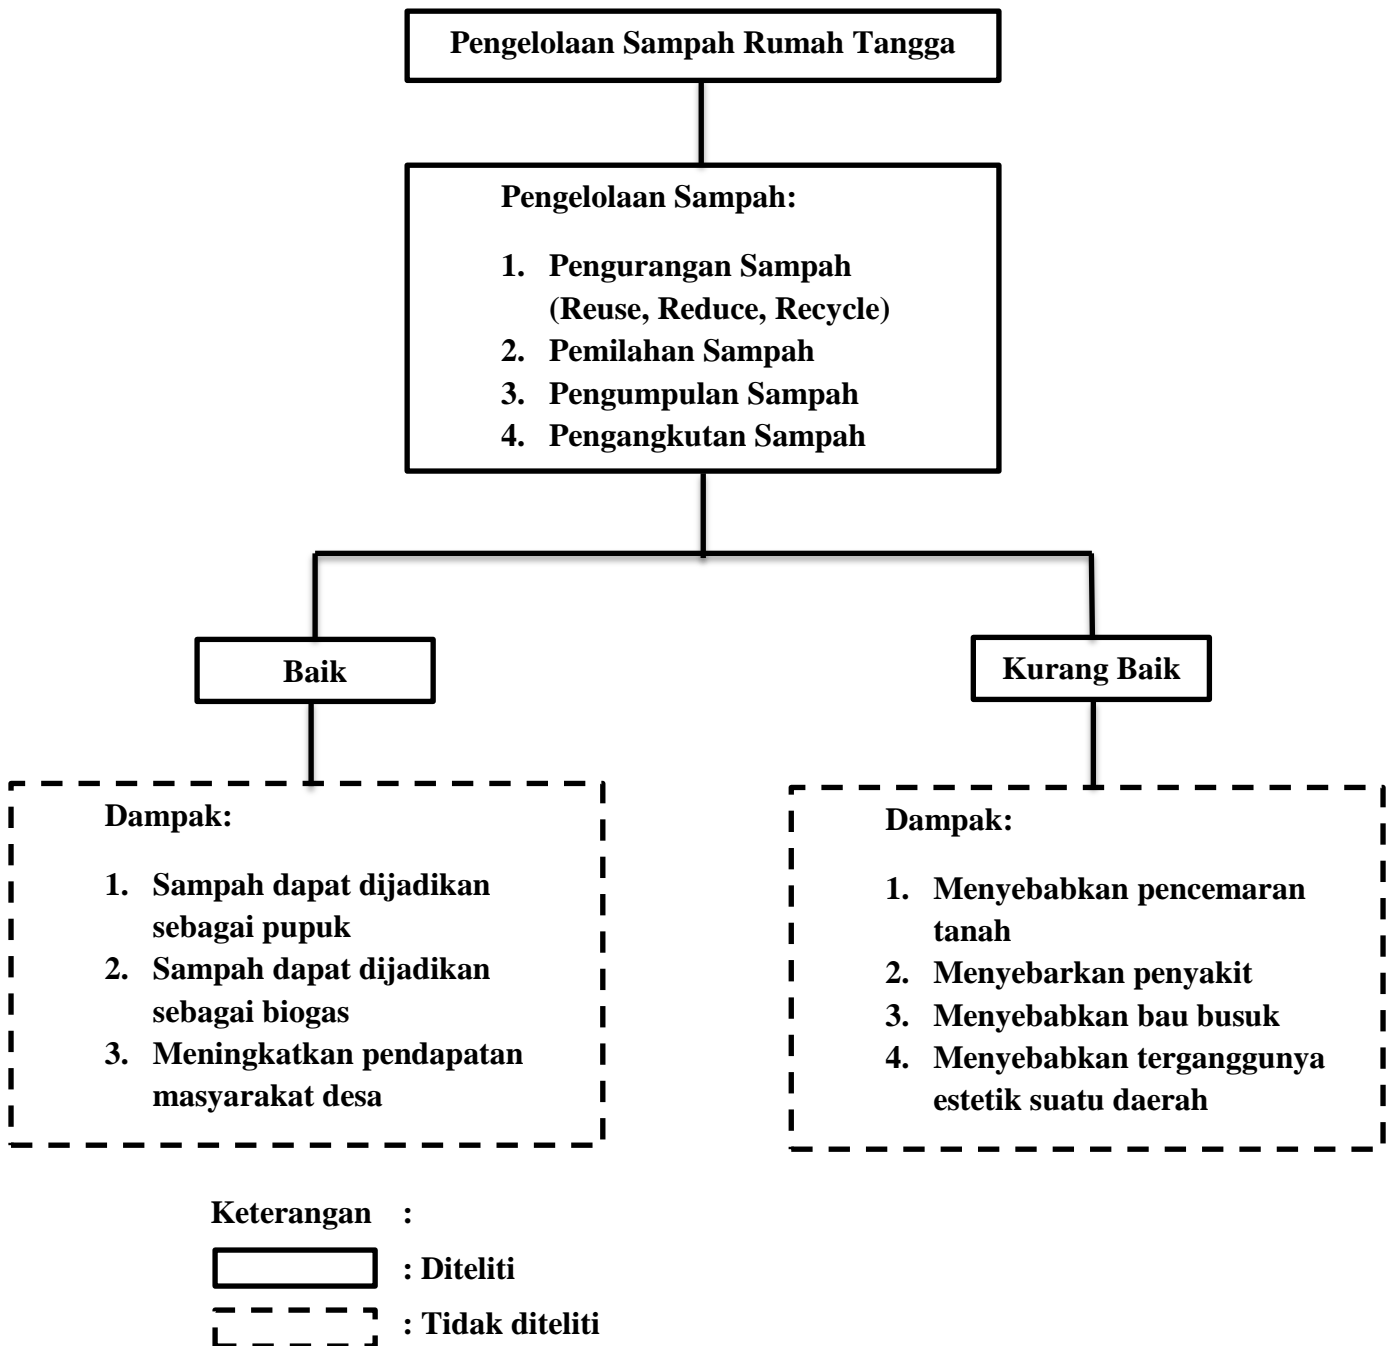 Pengelolaan Sampah Rumah Tangga
Pengelolaan Sampah:
1. Pengurangan Sampah
(Reuse, Reduce, Recycle)
2. Pemilahan Sampah
3. Pengumpulan Sampah
4. Pengangkutan Sampah
Baik
Kurang Baik
Dampak:
1. Sampah dapat dijadikan
sebagai pupuk
2. Sampah dapat dijadikan
sebagai biogas
3. Meningkatkan pendapatan
masyarakat desa
Dampak:
1. Menyebabkan pencemaran
tanah
2. Menyebarkan penyakit
3. Menyebabkan bau busuk
4. Menyebabkan terganggunya
estetik suatu daerah
Keterangan :
: Diteliti
: Tidak diteliti